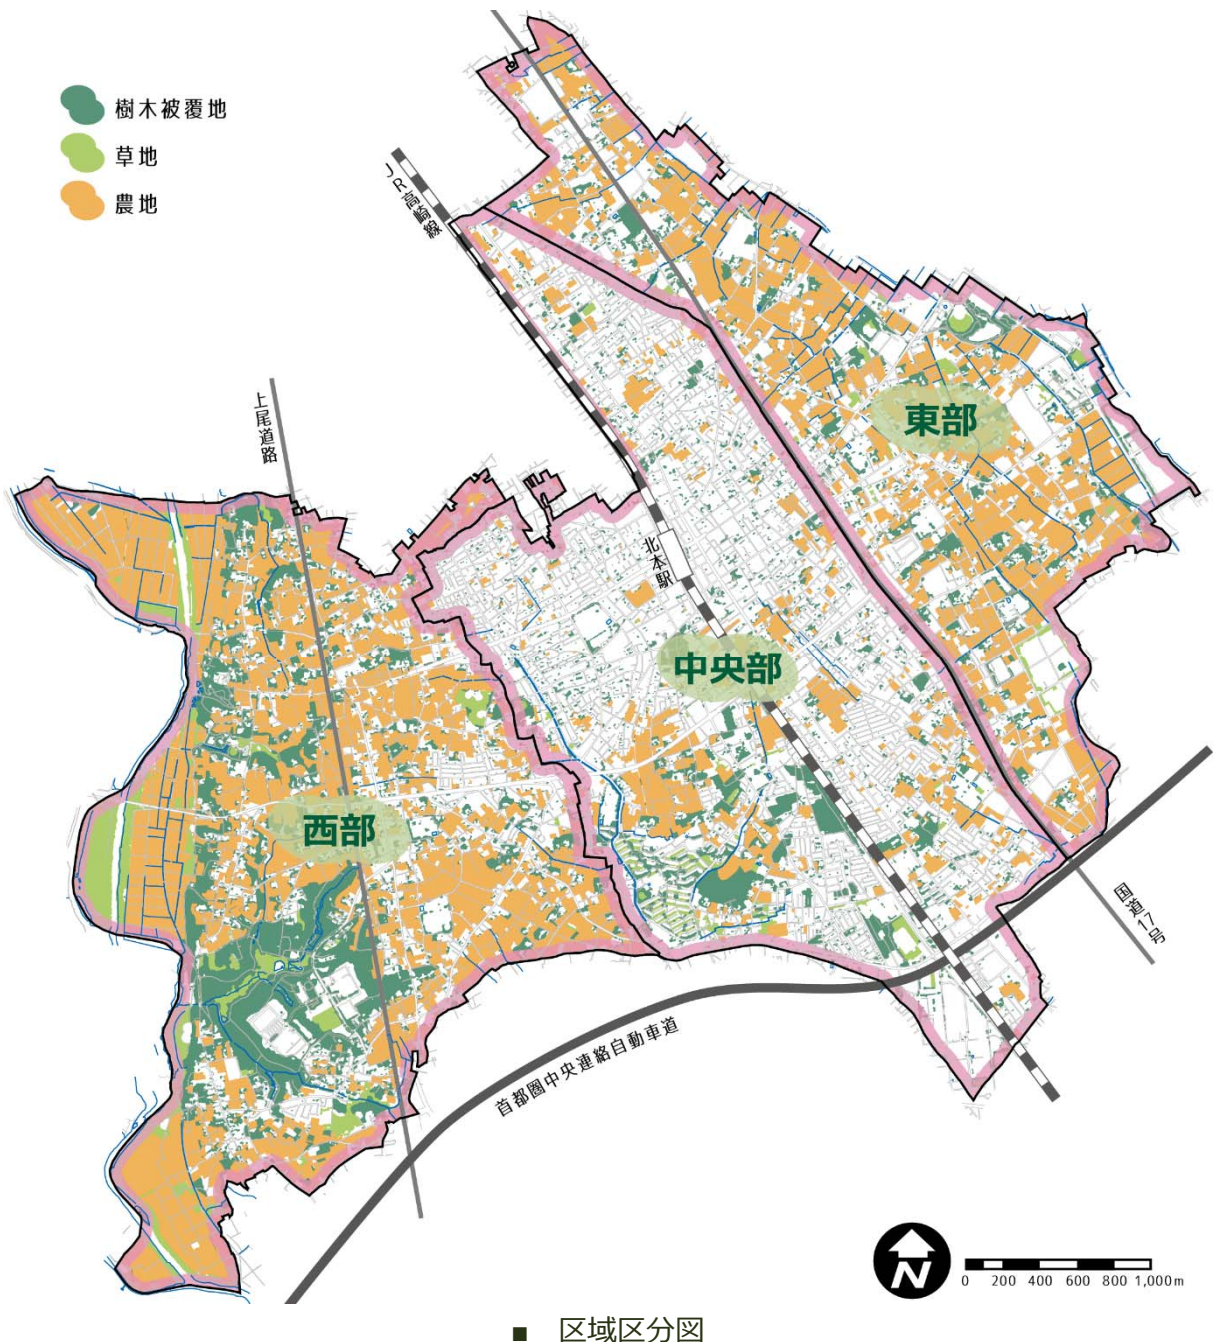 樹木被覆地
草地
農地
JR高崎線
上尾道路
東部
北本駅
中央部
西部
国道17号
首都圏中央連絡自動車道
N
0 200 400 600 800 1,000m
■ 区域区分図